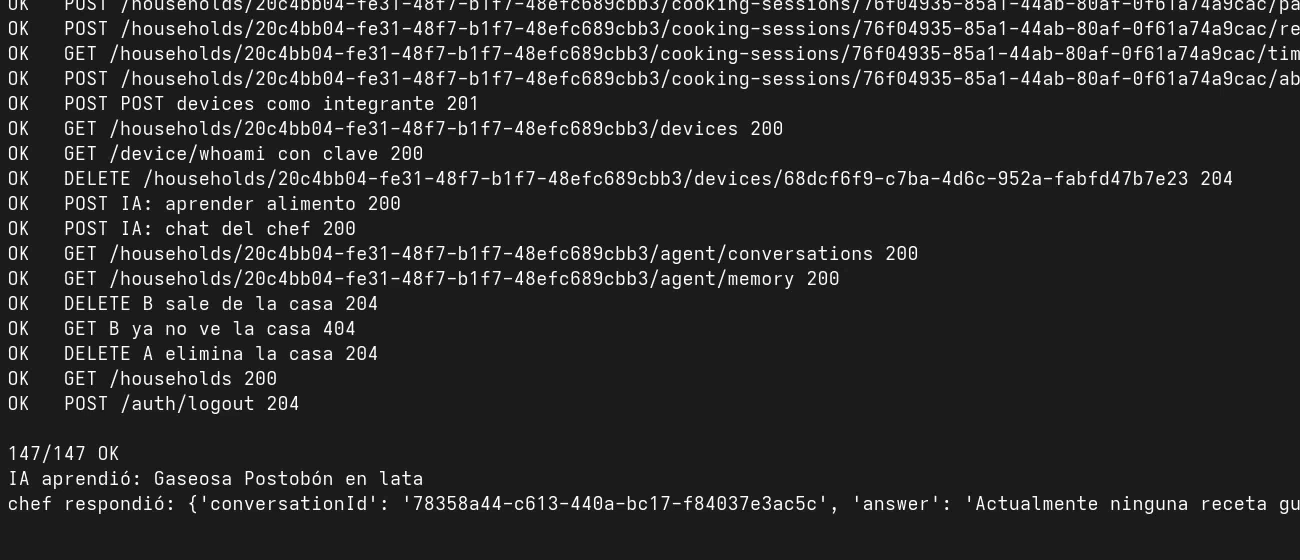 OK   POST /households/20c4bb04-fe31-48f7-b1f7-48efc689cbb3/cooking-sessions/76f04935-85a1-44ab-80af-0f61a74a9cac/pa
OK   POST /households/20c4bb04-fe31-48f7-b1f7-48efc689cbb3/cooking-sessions/76f04935-85a1-44ab-80af-0f61a74a9cac/re
OK   GET /households/20c4bb04-fe31-48f7-b1f7-48efc689cbb3/cooking-sessions/76f04935-85a1-44ab-80af-0f61a74a9cac/tim
OK   POST /households/20c4bb04-fe31-48f7-b1f7-48efc689cbb3/cooking-sessions/76f04935-85a1-44ab-80af-0f61a74a9cac/ab
OK   POST POST devices como integrante 201
OK   GET /households/20c4bb04-fe31-48f7-b1f7-48efc689cbb3/devices 200
OK   GET /device/whoami con clave 200
OK   DELETE /households/20c4bb04-fe31-48f7-b1f7-48efc689cbb3/devices/68dcf6f9-c7ba-4d6c-952a-fabfd47b7e23 204
OK   POST IA: aprender alimento 200
OK   POST IA: chat del chef 200
OK   GET /households/20c4bb04-fe31-48f7-b1f7-48efc689cbb3/agent/conversations 200
OK   GET /households/20c4bb04-fe31-48f7-b1f7-48efc689cbb3/agent/memory 200
OK   DELETE B sale de la casa 204
OK   GET B ya no ve la casa 404
OK   DELETE A elimina la casa 204
OK   GET /households 200
OK   POST /auth/logout 204
147/147 OK
IA aprendió: Gaseosa Postobón en lata
chef respondió: {'conversationId': '78358a44-c613-440a-bc17-f84037e3ac5c', 'answer': 'Actualmente ninguna receta gu